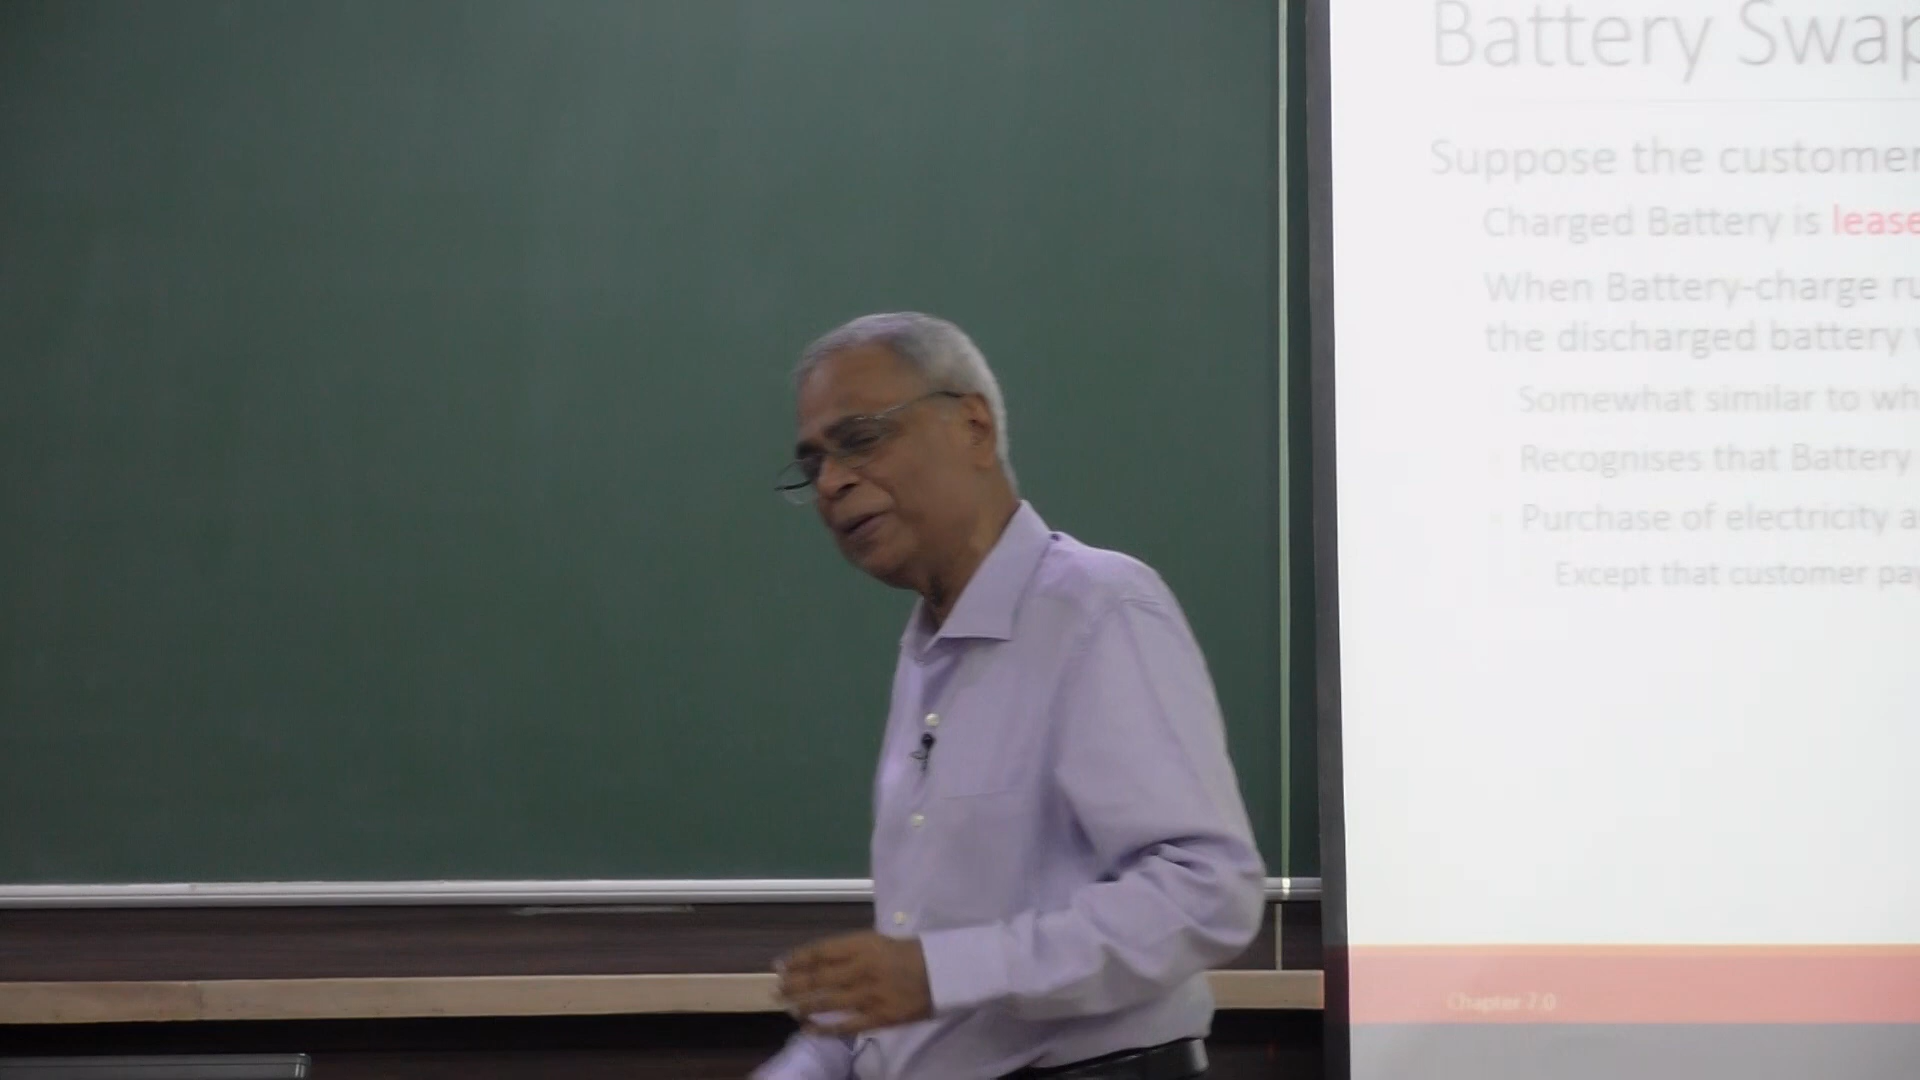 Battery Swap
Suppose the customer
Charged Battery is lease
When Battery-charge ru
the discharged battery
Somewhat similar to wh
Recognises that Battery
Purchase of electricity a
Except that customer pa
Chapter 7.0